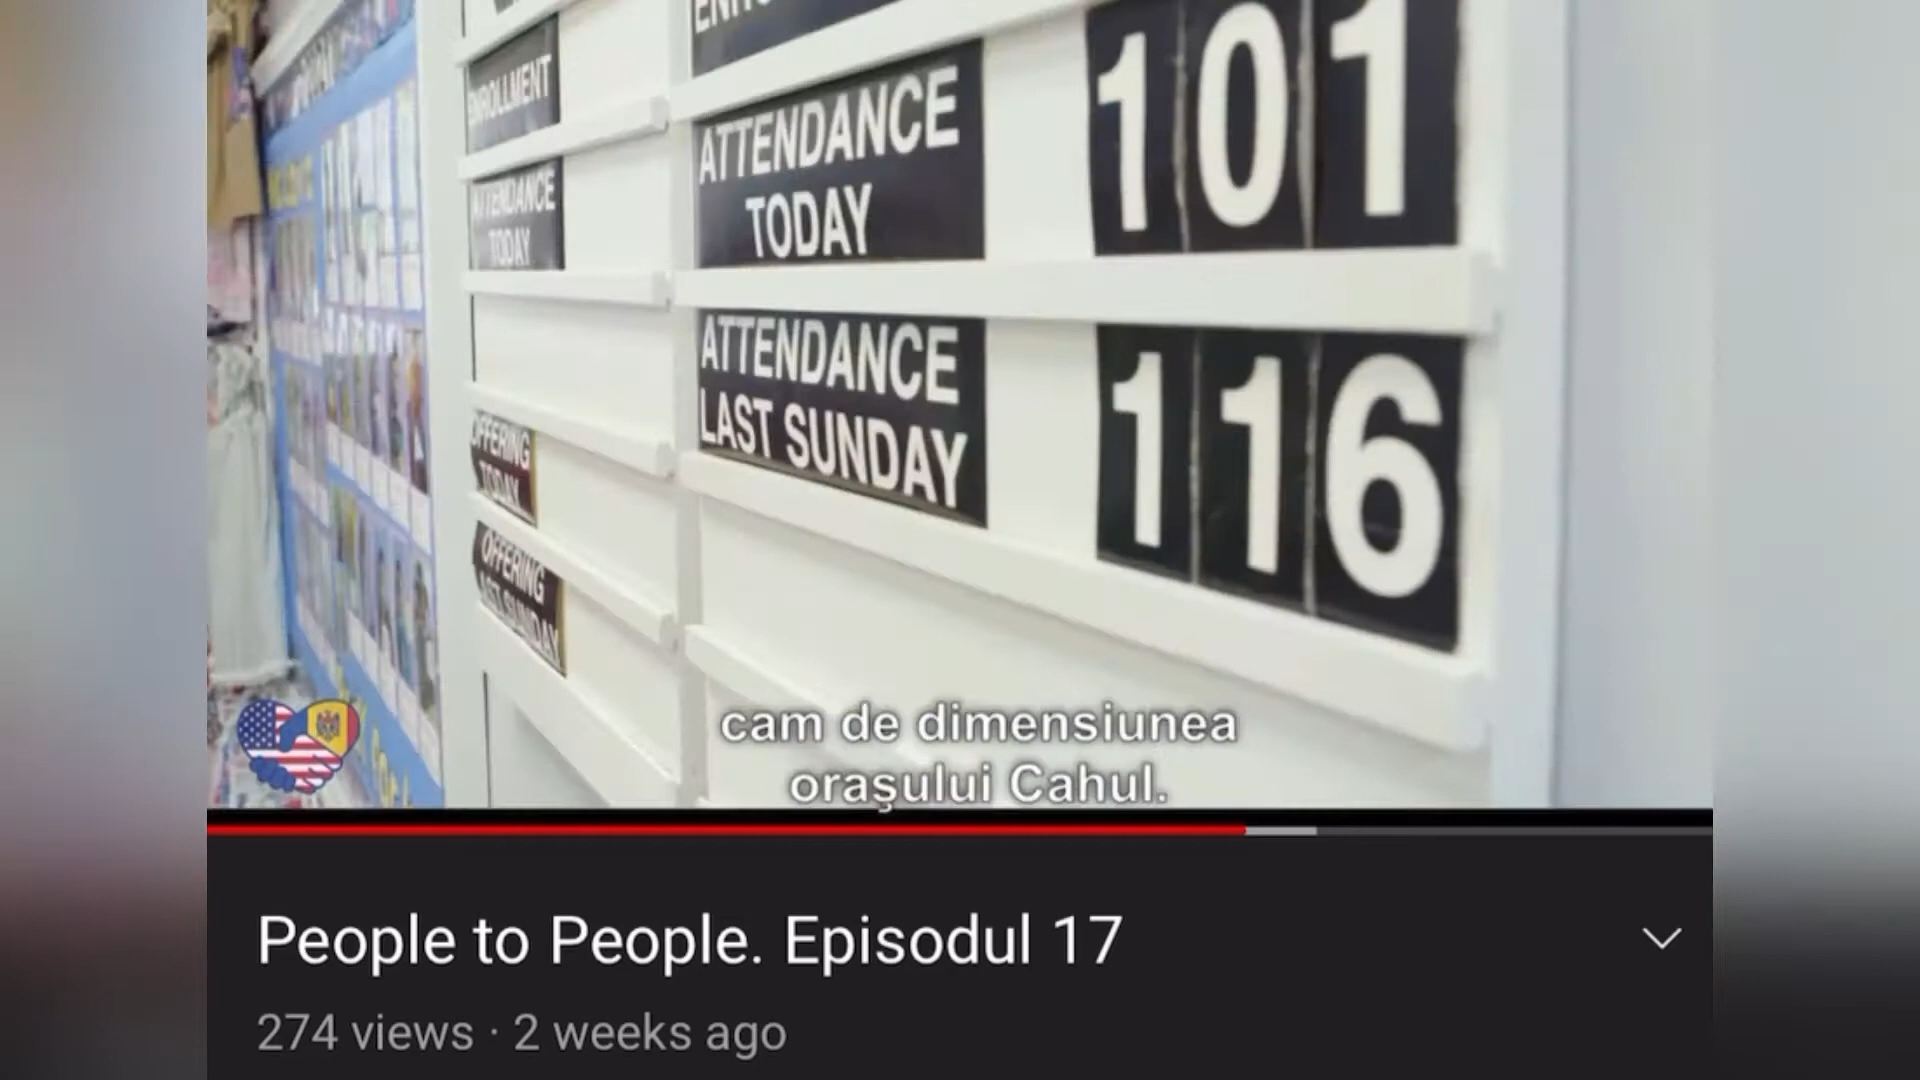 ENROLLMENT
ATTENDANCE
TODAY
OFFERING
TODAY
OFFERING
LAST SUNDAY
ATTENDANCE
TODAY
101
ATTENDANCE
LAST SUNDAY
116
cam de dimensiunea
orașului Cahul.
People to People. Episodul 17
274 views · 2 weeks ago